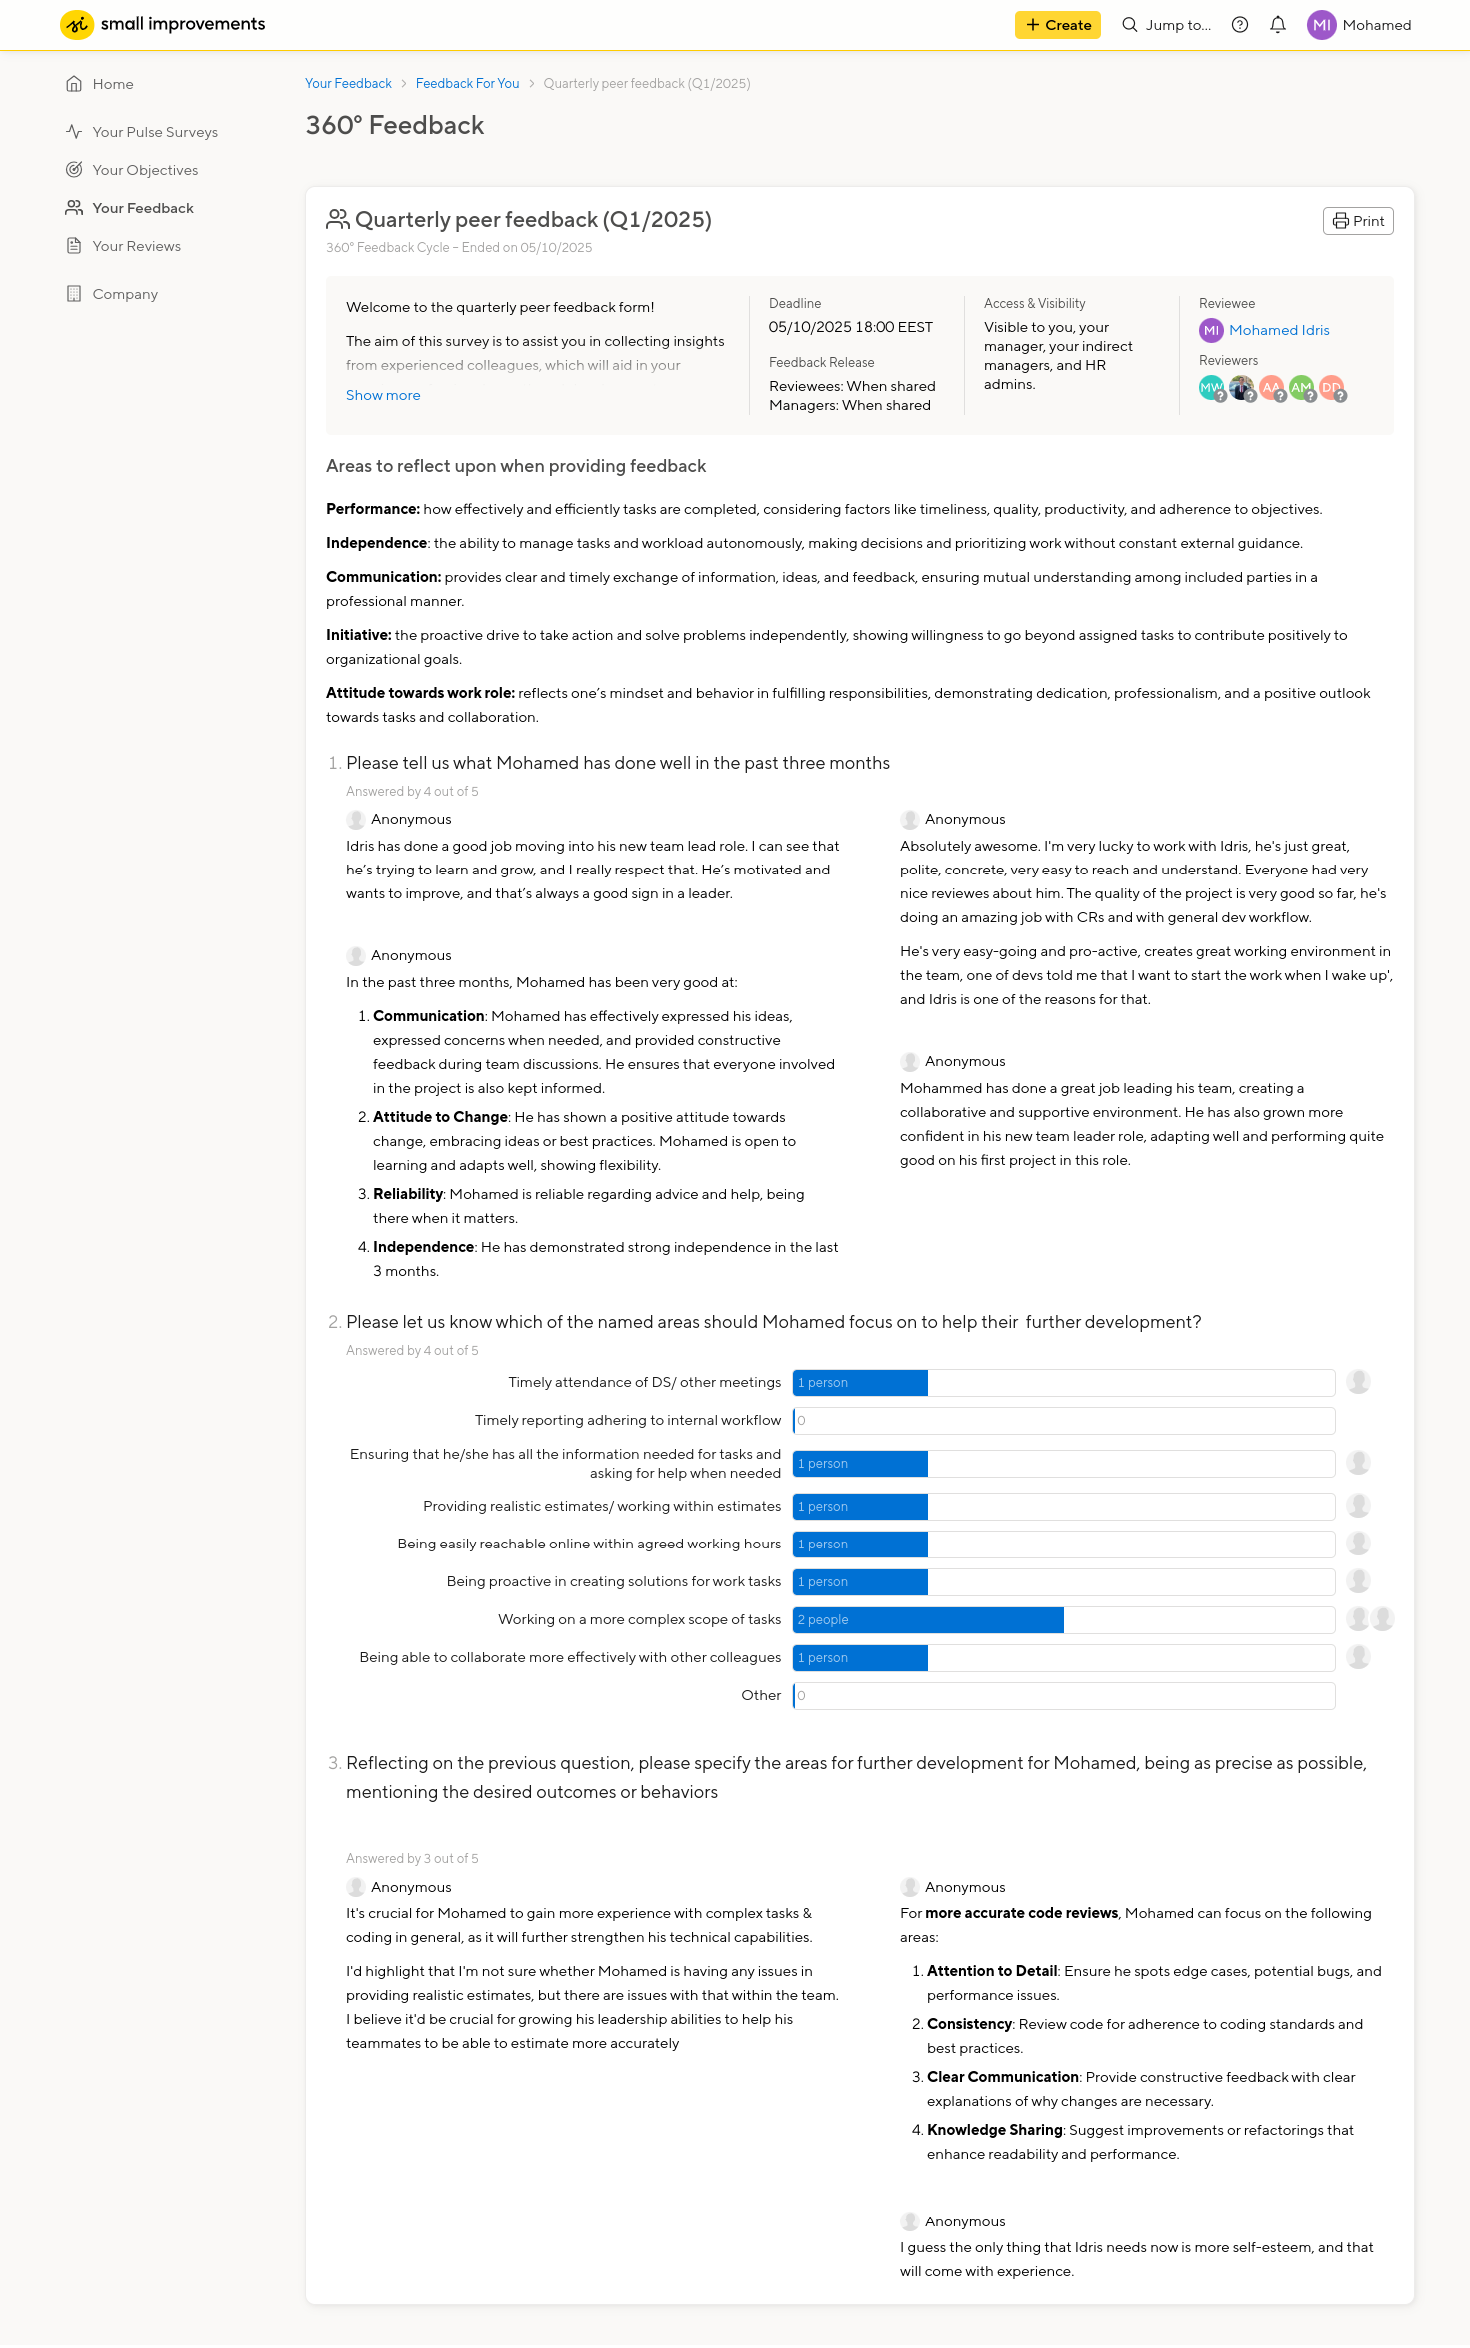 small improvements
Create
Jump to...
MI
Mohamed
Home
Your Pulse Surveys
Your Objectives
Your Feedback
Your Reviews
Company
Your Feedback
Feedback For You
Quarterly peer feedback (Q1/2025)
360° Feedback
Quarterly peer feedback (Q1/2025)
Print
360° Feedback Cycle – Ended on 05/10/2025
Welcome to the quarterly peer feedback form!
The aim of this survey is to assist you in collecting insights
from experienced colleagues, which will aid in your
Show more
Deadline
05/10/2025 18:00 EEST
Feedback Release
Reviewees: When shared
Managers: When shared
Access & Visibility
Visible to you, your
manager, your indirect
managers, and HR
admins.
Reviewee
MI Mohamed Idris
Reviewers
MW AA AM DD
Areas to reflect upon when providing feedback
Performance: how effectively and efficiently tasks are completed, considering factors like timeliness, quality, productivity, and adherence to objectives.
Independence: the ability to manage tasks and workload autonomously, making decisions and prioritizing work without constant external guidance.
Communication: provides clear and timely exchange of information, ideas, and feedback, ensuring mutual understanding among included parties in a
professional manner.
Initiative: the proactive drive to take action and solve problems independently, showing willingness to go beyond assigned tasks to contribute positively to
organizational goals.
Attitude towards work role: reflects one’s mindset and behavior in fulfilling responsibilities, demonstrating dedication, professionalism, and a positive outlook
towards tasks and collaboration.
1. Please tell us what Mohamed has done well in the past three months
Answered by 4 out of 5
Anonymous
Idris has done a good job moving into his new team lead role. I can see that
he’s trying to learn and grow, and I really respect that. He’s motivated and
wants to improve, and that’s always a good sign in a leader.
Anonymous
In the past three months, Mohamed has been very good at:
1. Communication: Mohamed has effectively expressed his ideas,
expressed concerns when needed, and provided constructive
feedback during team discussions. He ensures that everyone involved
in the project is also kept informed.
2. Attitude to Change: He has shown a positive attitude towards
change, embracing ideas or best practices. Mohamed is open to
learning and adapts well, showing flexibility.
3. Reliability: Mohamed is reliable regarding advice and help, being
there when it matters.
4. Independence: He has demonstrated strong independence in the last
3 months.
Anonymous
Absolutely awesome. I'm very lucky to work with Idris, he's just great,
polite, concrete, very easy to reach and understand. Everyone had very
nice reviewes about him. The quality of the project is very good so far, he's
doing an amazing job with CRs and with general dev workflow.
He's very easy-going and pro-active, creates great working environment in
the team, one of devs told me that I want to start the work when I wake up',
and Idris is one of the reasons for that.
Anonymous
Mohammed has done a great job leading his team, creating a
collaborative and supportive environment. He has also grown more
confident in his new team leader role, adapting well and performing quite
good on his first project in this role.
2. Please let us know which of the named areas should Mohamed focus on to help their  further development?
Answered by 4 out of 5
Timely attendance of DS/ other meetings
1 person
Timely reporting adhering to internal workflow
0
Ensuring that he/she has all the information needed for tasks and
asking for help when needed
1 person
Providing realistic estimates/ working within estimates
1 person
Being easily reachable online within agreed working hours
1 person
Being proactive in creating solutions for work tasks
1 person
Working on a more complex scope of tasks
2 people
Being able to collaborate more effectively with other colleagues
1 person
Other
0
3. Reflecting on the previous question, please specify the areas for further development for Mohamed, being as precise as possible,
mentioning the desired outcomes or behaviors
Answered by 3 out of 5
Anonymous
It's crucial for Mohamed to gain more experience with complex tasks &
coding in general, as it will further strengthen his technical capabilities.
I'd highlight that I'm not sure whether Mohamed is having any issues in
providing realistic estimates, but there are issues with that within the team.
I believe it'd be crucial for growing his leadership abilities to help his
teammates to be able to estimate more accurately
Anonymous
For more accurate code reviews, Mohamed can focus on the following
areas:
1. Attention to Detail: Ensure he spots edge cases, potential bugs, and
performance issues.
2. Consistency: Review code for adherence to coding standards and
best practices.
3. Clear Communication: Provide constructive feedback with clear
explanations of why changes are necessary.
4. Knowledge Sharing: Suggest improvements or refactorings that
enhance readability and performance.
Anonymous
I guess the only thing that Idris needs now is more self-esteem, and that
will come with experience.